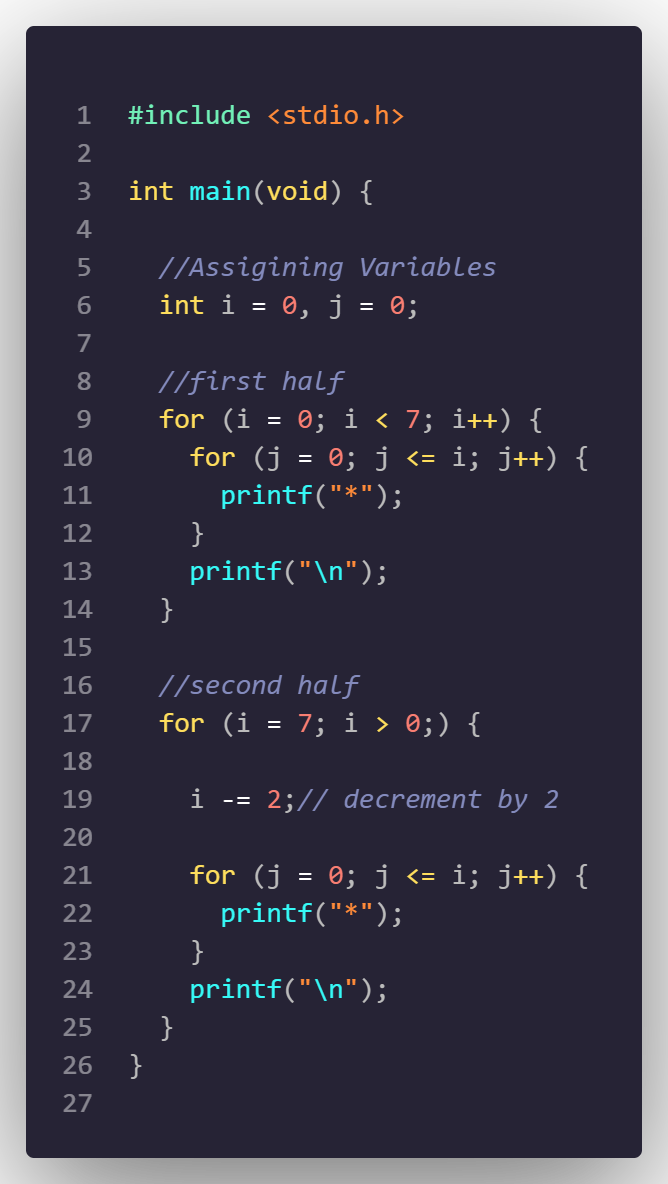 1 #include <stdio.h>
2
3 int main(void) {
4
5   //Assigining Variables
6   int i = 0, j = 0;
7
8   //first half
9   for (i = 0; i < 7; i++) {
10     for (j = 0; j <= i; j++) {
11       printf("*");
12     }
13     printf("\n");
14   }
15
16   //second half
17   for (i = 7; i > 0;) {
18
19     i -= 2;// decrement by 2
20
21     for (j = 0; j <= i; j++) {
22       printf("*");
23     }
24     printf("\n");
25   }
26 }
27